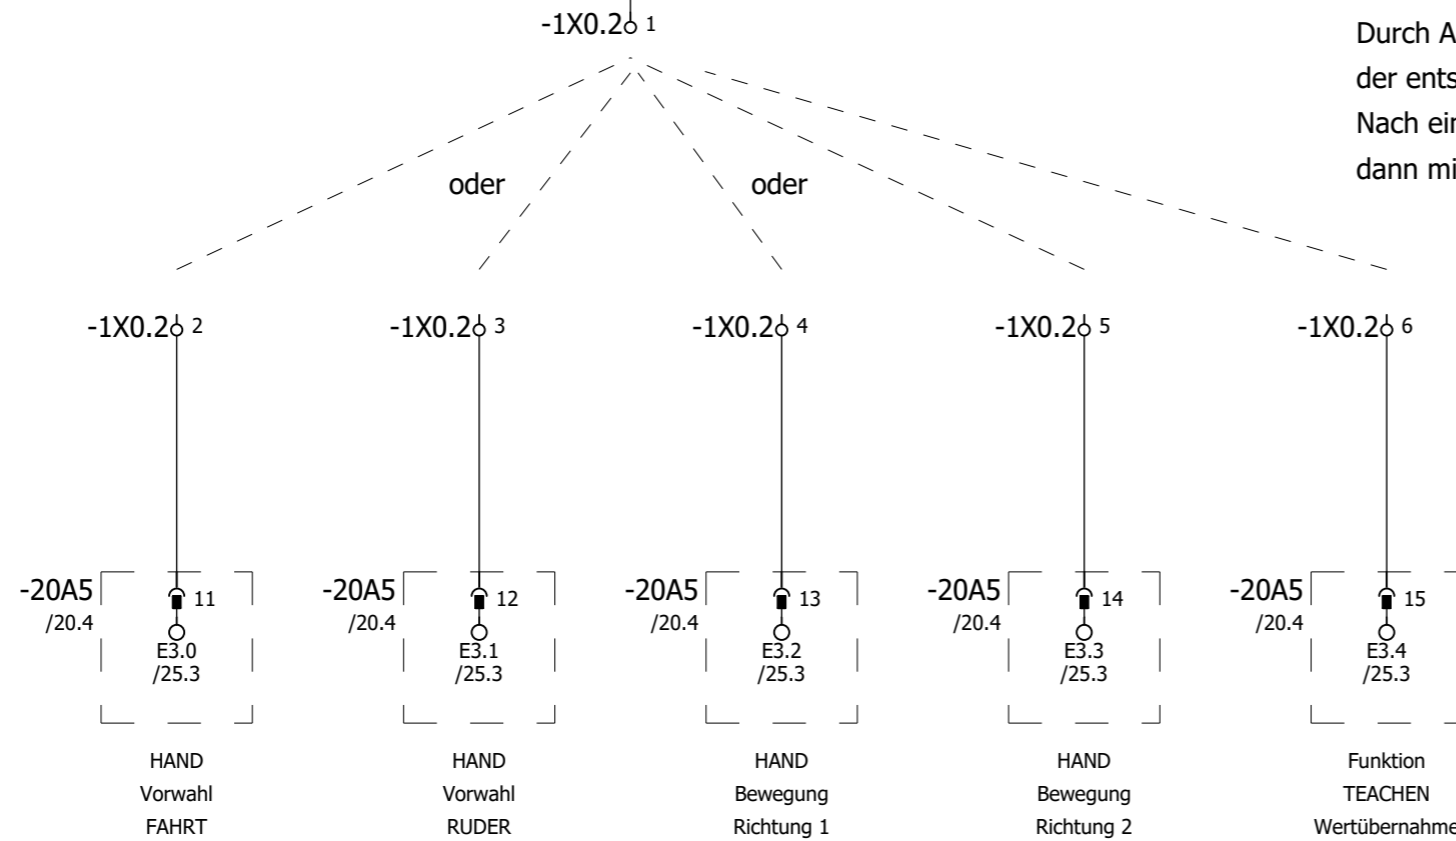 -1X0.2 1
Durch A
der ents
Nach ein
dann mi
oder oder
-1X0.2 2 -1X0.2 3 -1X0.2 4 -1X0.2 5 -1X0.2 6
-20A5 11 -20A5 12 -20A5 13 -20A5 14 -20A5 15
/20.4 /20.4 /20.4 /20.4 /20.4
E3.0 E3.1 E3.2 E3.3 E3.4
/25.3 /25.3 /25.3 /25.3 /25.3
HAND HAND HAND HAND Funktion
Vorwahl Vorwahl Bewegung Bewegung TEACHEN
FAHRT RUDER Richtung 1 Richtung 2 Wertübernahme